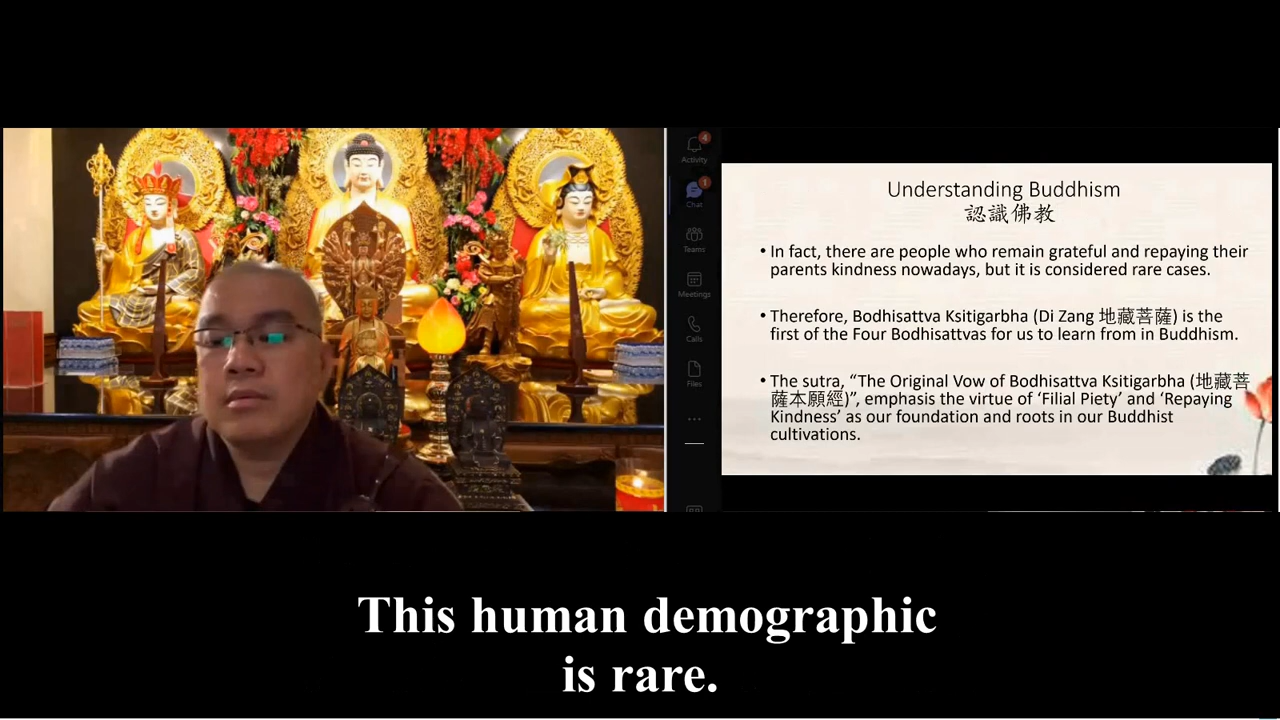 4
Activity
1
Chat
Teams
Meetings
Calls
Files
Understanding Buddhism
認識佛教
• In fact, there are people who remain grateful and repaying their
parents kindness nowadays, but it is considered rare cases.
• Therefore, Bodhisattva Ksitigarbha (Di Zang 地藏菩薩) is the
first of the Four Bodhisattvas for us to learn from in Buddhism.
• The sutra, “The Original Vow of Bodhisattva Ksitigarbha (地藏菩
薩本願經)”, emphasis the virtue of ‘Filial Piety’ and ‘Repaying
Kindness’ as our foundation and roots in our Buddhist
cultivations.
This human demographic
is rare.